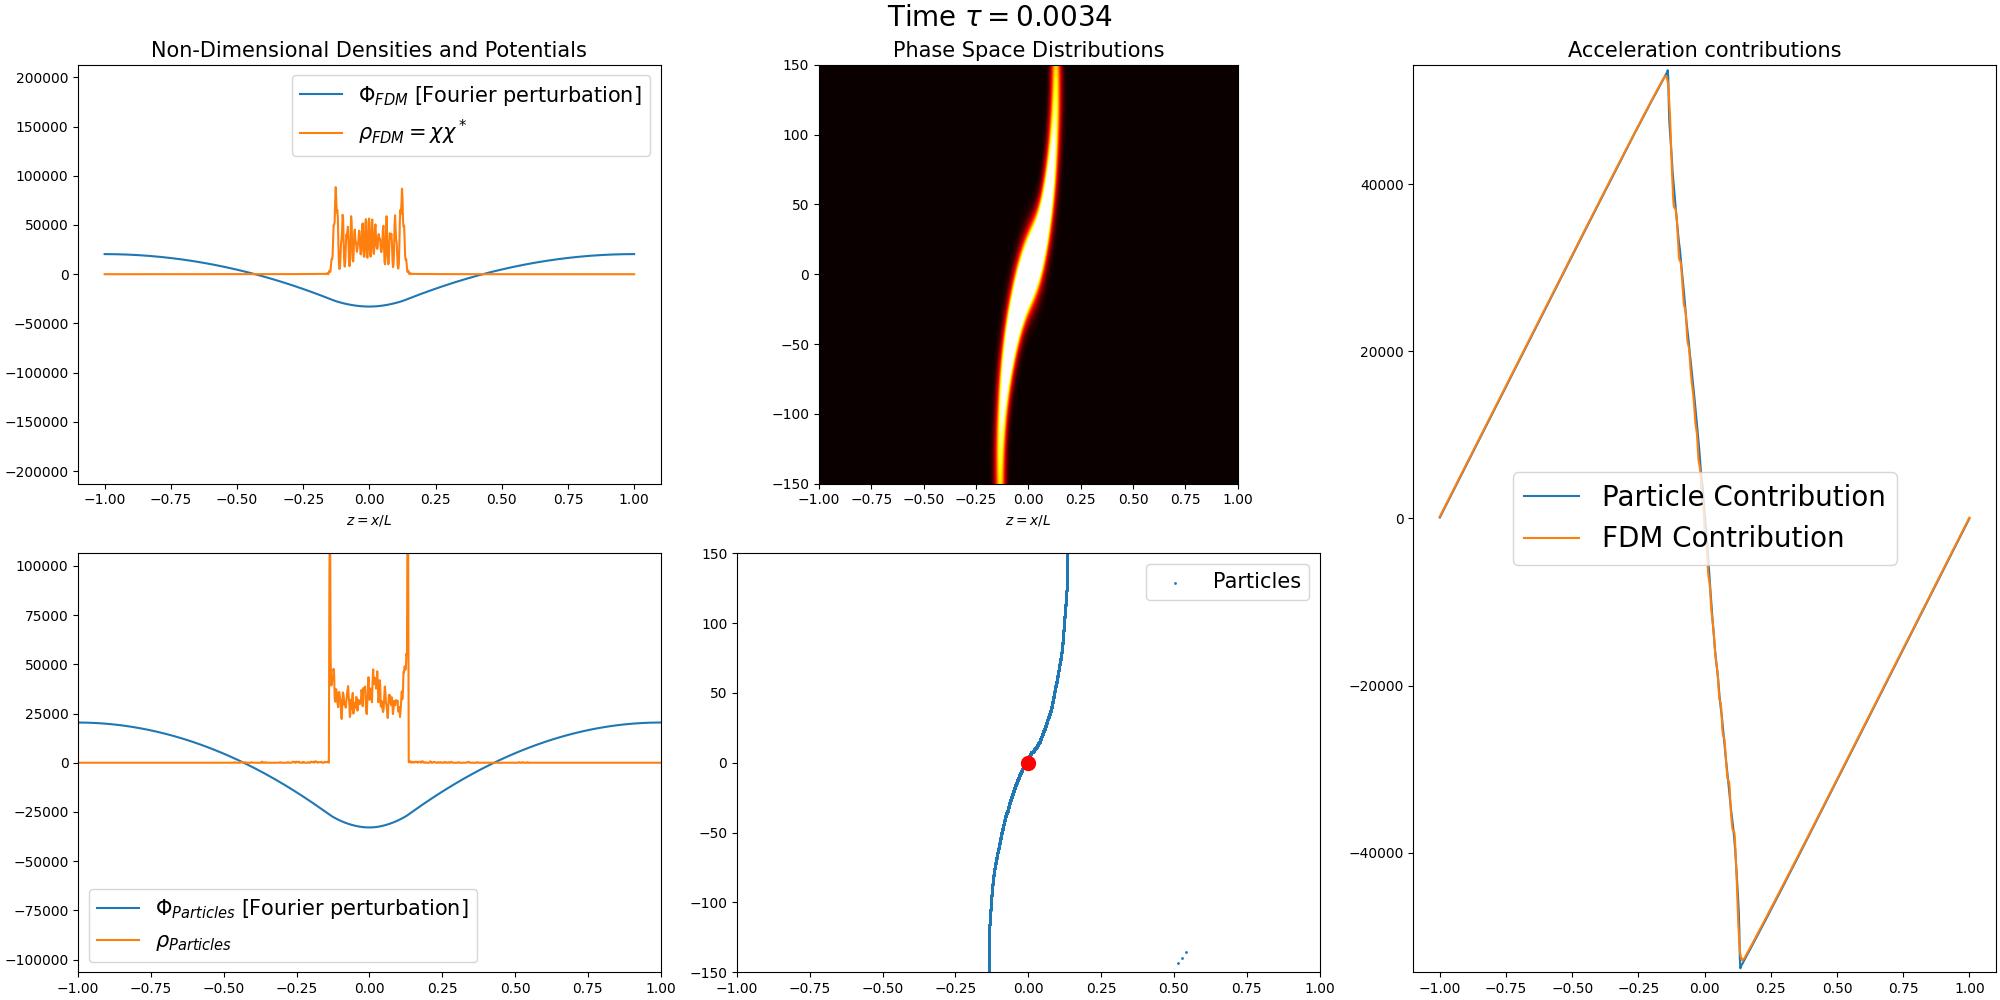 Time τ = 0.0034
Non-Dimensional Densities and Potentials
200000
150000
100000
50000
0
−50000
−100000
−150000
−200000
Φ_FDM [Fourier perturbation]
ρ_FDM = χχ*
−1.00 −0.75 −0.50 −0.25 0.00 0.25 0.50 0.75 1.00
z = x/L
Phase Space Distributions
150
100
50
0
−50
−100
−150
−1.00 −0.75 −0.50 −0.25 0.00 0.25 0.50 0.75 1.00
z = x/L
Acceleration contributions
40000
20000
0
−20000
−40000
Particle Contribution
FDM Contribution
−1.00 −0.75 −0.50 −0.25 0.00 0.25 0.50 0.75 1.00
100000
75000
50000
25000
0
−25000
−50000
−75000
−100000
Φ_Particles [Fourier perturbation]
ρ_Particles
−1.00 −0.75 −0.50 −0.25 0.00 0.25 0.50 0.75 1.00
150
100
50
0
−50
−100
−150
Particles
−1.00 −0.75 −0.50 −0.25 0.00 0.25 0.50 0.75 1.00